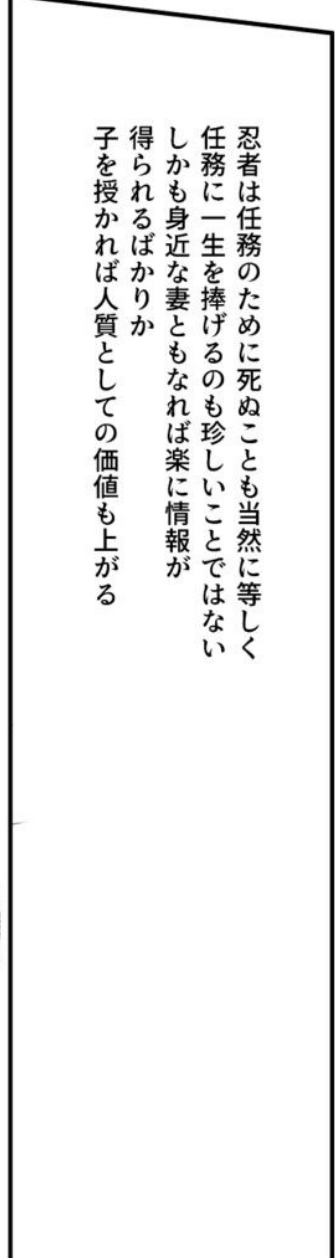 忍者は任務のために死ぬことも当然に等しく
任務に一生を捧げるのも珍しいことではない
しかも身近な妻ともなれば楽に情報が
得られるばかりか
子を授かれば人質としての価値も上がる